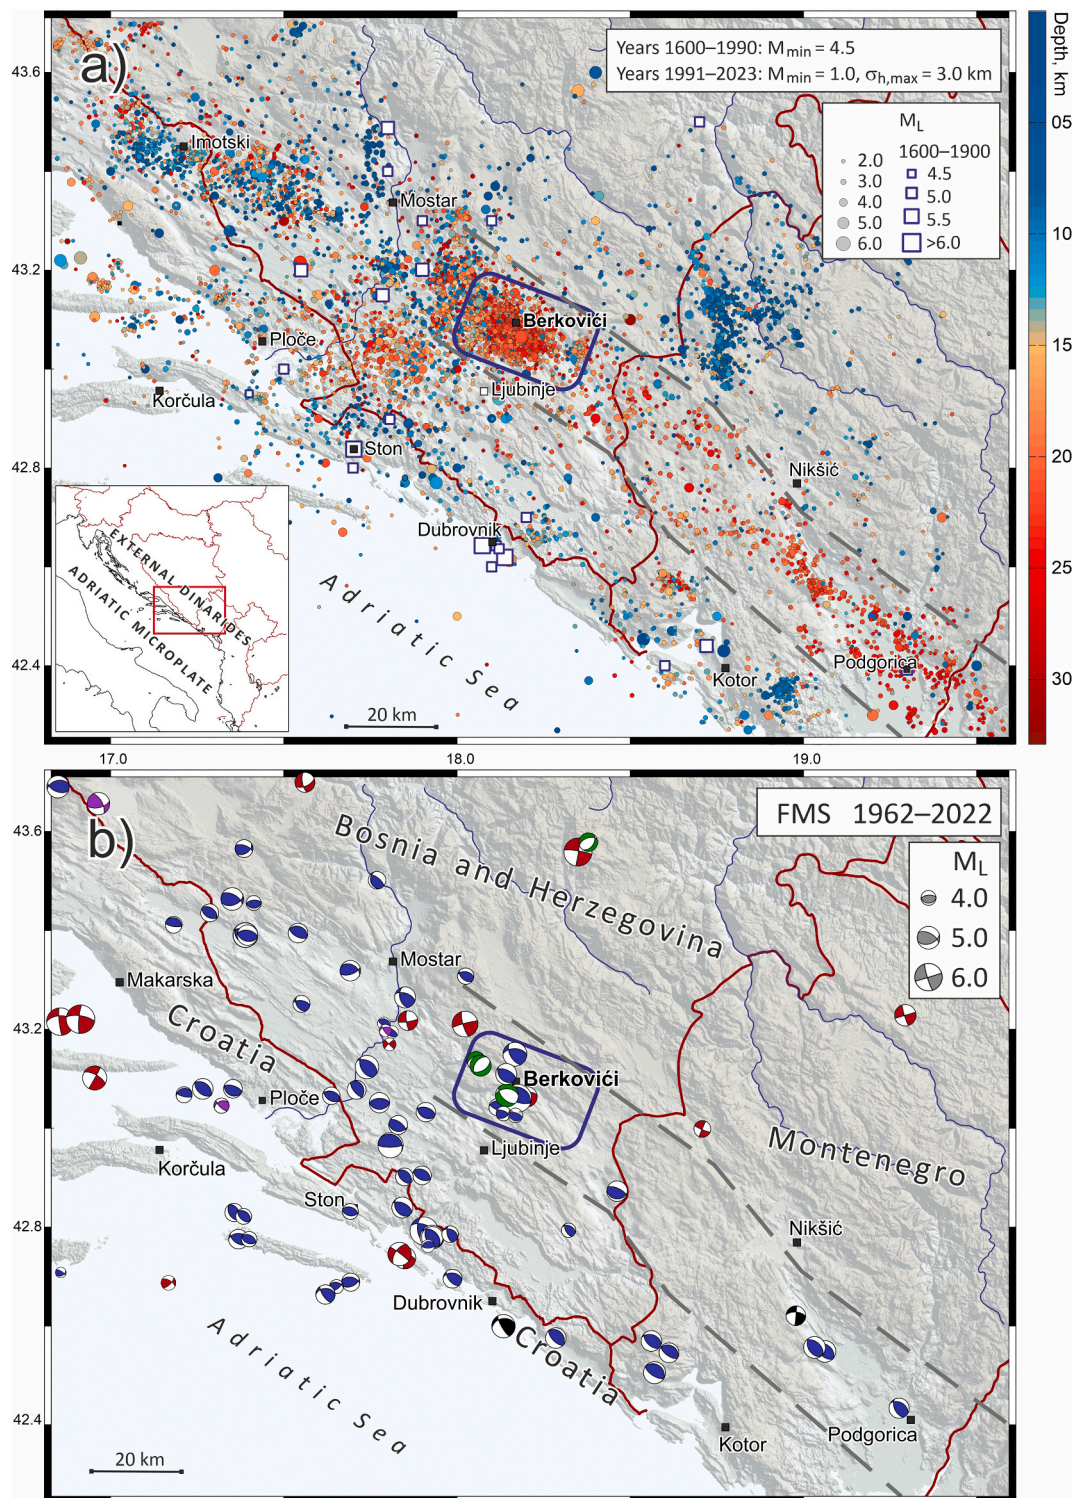 a)
Years 1600–1990: Mmin = 4.5
Years 1991–2023: Mmin = 1.0, σh,max = 3.0 km
ML
1600–1900
2.0
3.0
4.0
5.0
6.0
4.5
5.0
5.5
>6.0
Depth, km
05
10
15
20
25
30
43.6
43.2
42.8
42.4
Imotski
Mostar
Berkovići
Ploče
Ljubinje
Korčula
Ston
Nikšić
Dubrovnik
Podgorica
Kotor
Adriatic Sea
EXTERNAL DINARIDES
ADRIATIC MICROPLATE
20 km
17.0
18.0
19.0
b)
FMS 1962–2022
ML
4.0
5.0
6.0
43.6
43.2
42.8
42.4
Bosnia and Herzegovina
Mostar
Makarska
Croatia
Berkovići
Ploče
Ljubinje
Korčula
Montenegro
Ston
Nikšić
Dubrovnik
Croatia
Adriatic Sea
Podgorica
Kotor
20 km